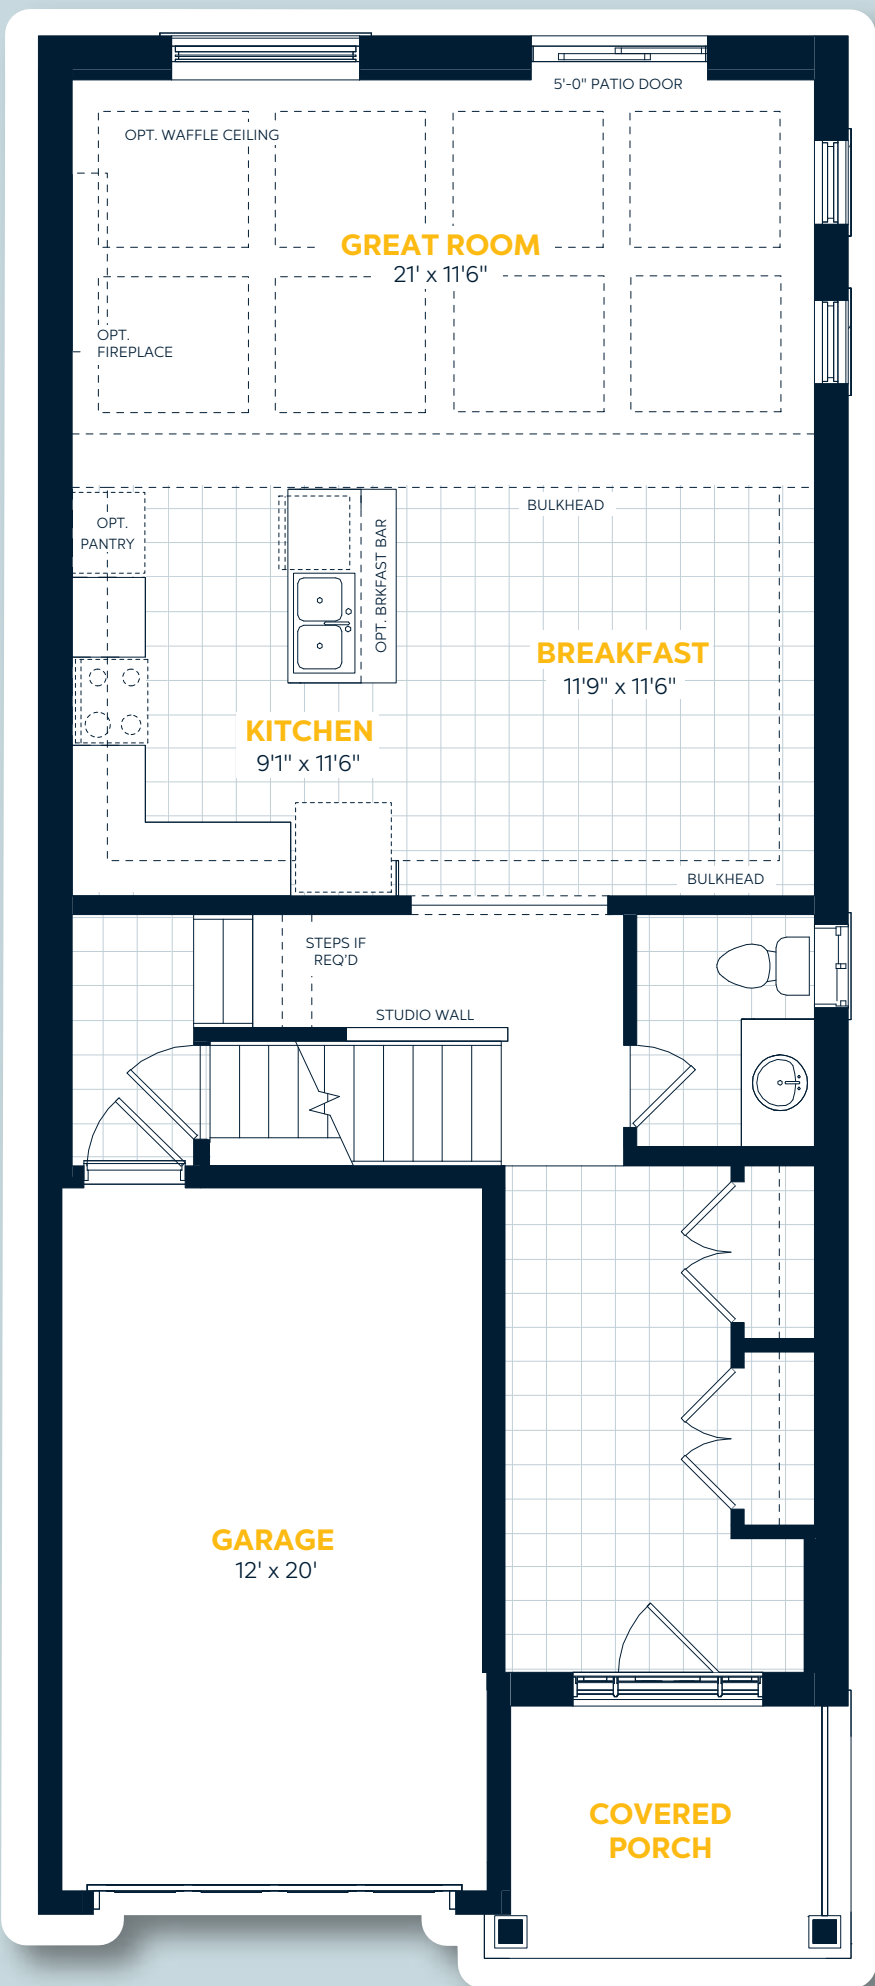 5'-0" PATIO DOOR
OPT. WAFFLE CEILING
GREAT ROOM
21' x 11'6"
OPT.
FIREPLACE
BULKHEAD
OPT.
PANTRY
OPT. BRKFAST BAR
BREAKFAST
11'9" x 11'6"
KITCHEN
9'1" x 11'6"
BULKHEAD
STEPS IF
REQ'D
STUDIO WALL
GARAGE
12' x 20'
COVERED
PORCH